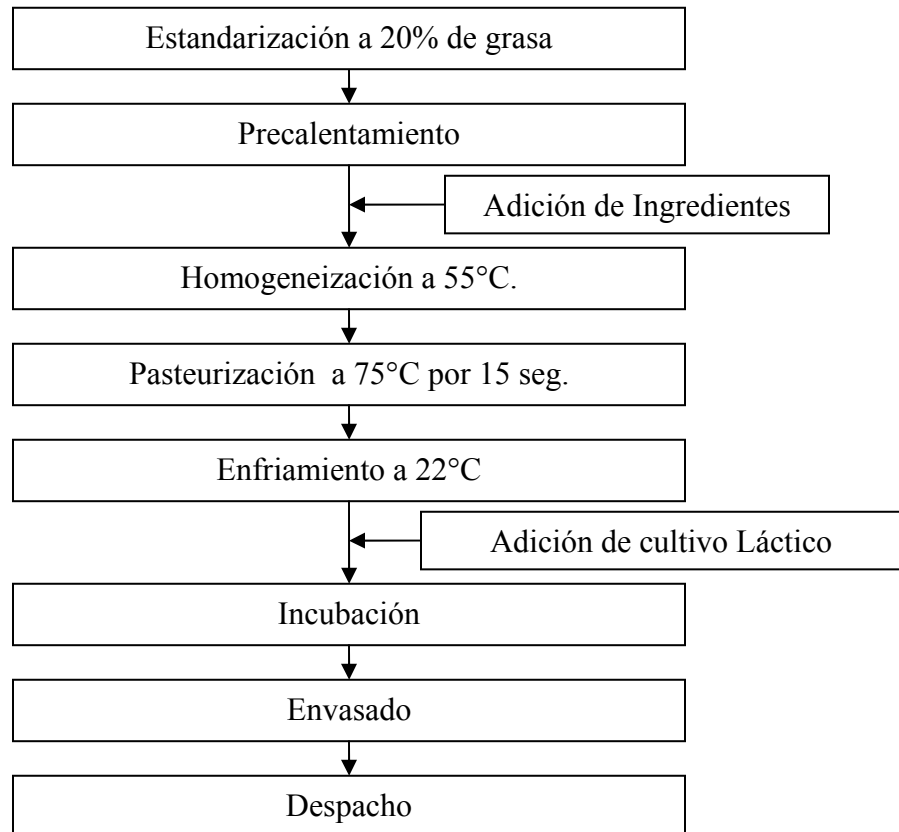 Estandarización a 20% de grasa
Precalentamiento
Adición de Ingredientes
Homogeneización a 55°C.
Pasteurización a 75°C por 15 seg.
Enfriamiento a 22°C
Adición de cultivo Láctico
Incubación
Envasado
Despacho